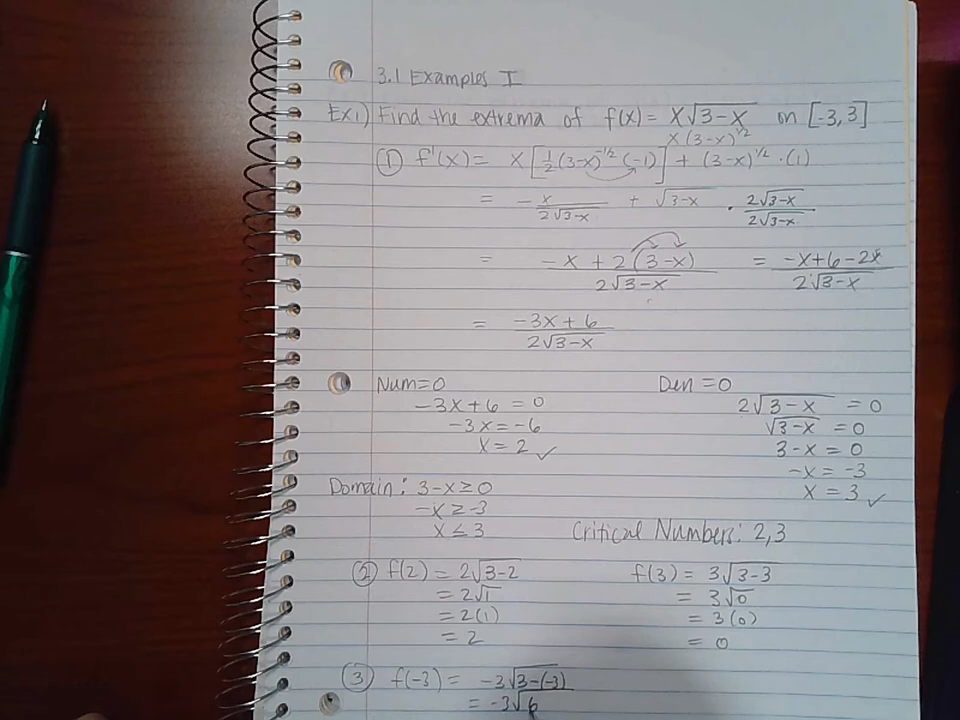 3.1 Examples I
Ex1) Find the extrema of f(x) = x√3-x on [-3, 3]
x(3-x)^1/2
① f'(x) = x[1/2(3-x)^-1/2(-1)] + (3-x)^1/2 · (1)
= -x/2√3-x + √3-x · 2√3-x/2√3-x
= -x + 2(3-x)/2√3-x = -x+6-2x/2√3-x
= -3x+6/2√3-x
Num=0 Den=0
-3x+6 = 0 2√3-x = 0
-3x = -6 √3-x = 0
x = 2 ✓ 3-x = 0
-x = -3
Domain: 3-x ≥ 0 x = 3 ✓
-x ≥ -3
x ≤ 3 Critical Numbers: 2,3
② f(2) = 2√3-2 f(3) = 3√3-3
= 2√1 = 3√0
= 2(1) = 3(0)
= 2 = 0
③ f(-3) = -3√3-(-3)
= -3√6